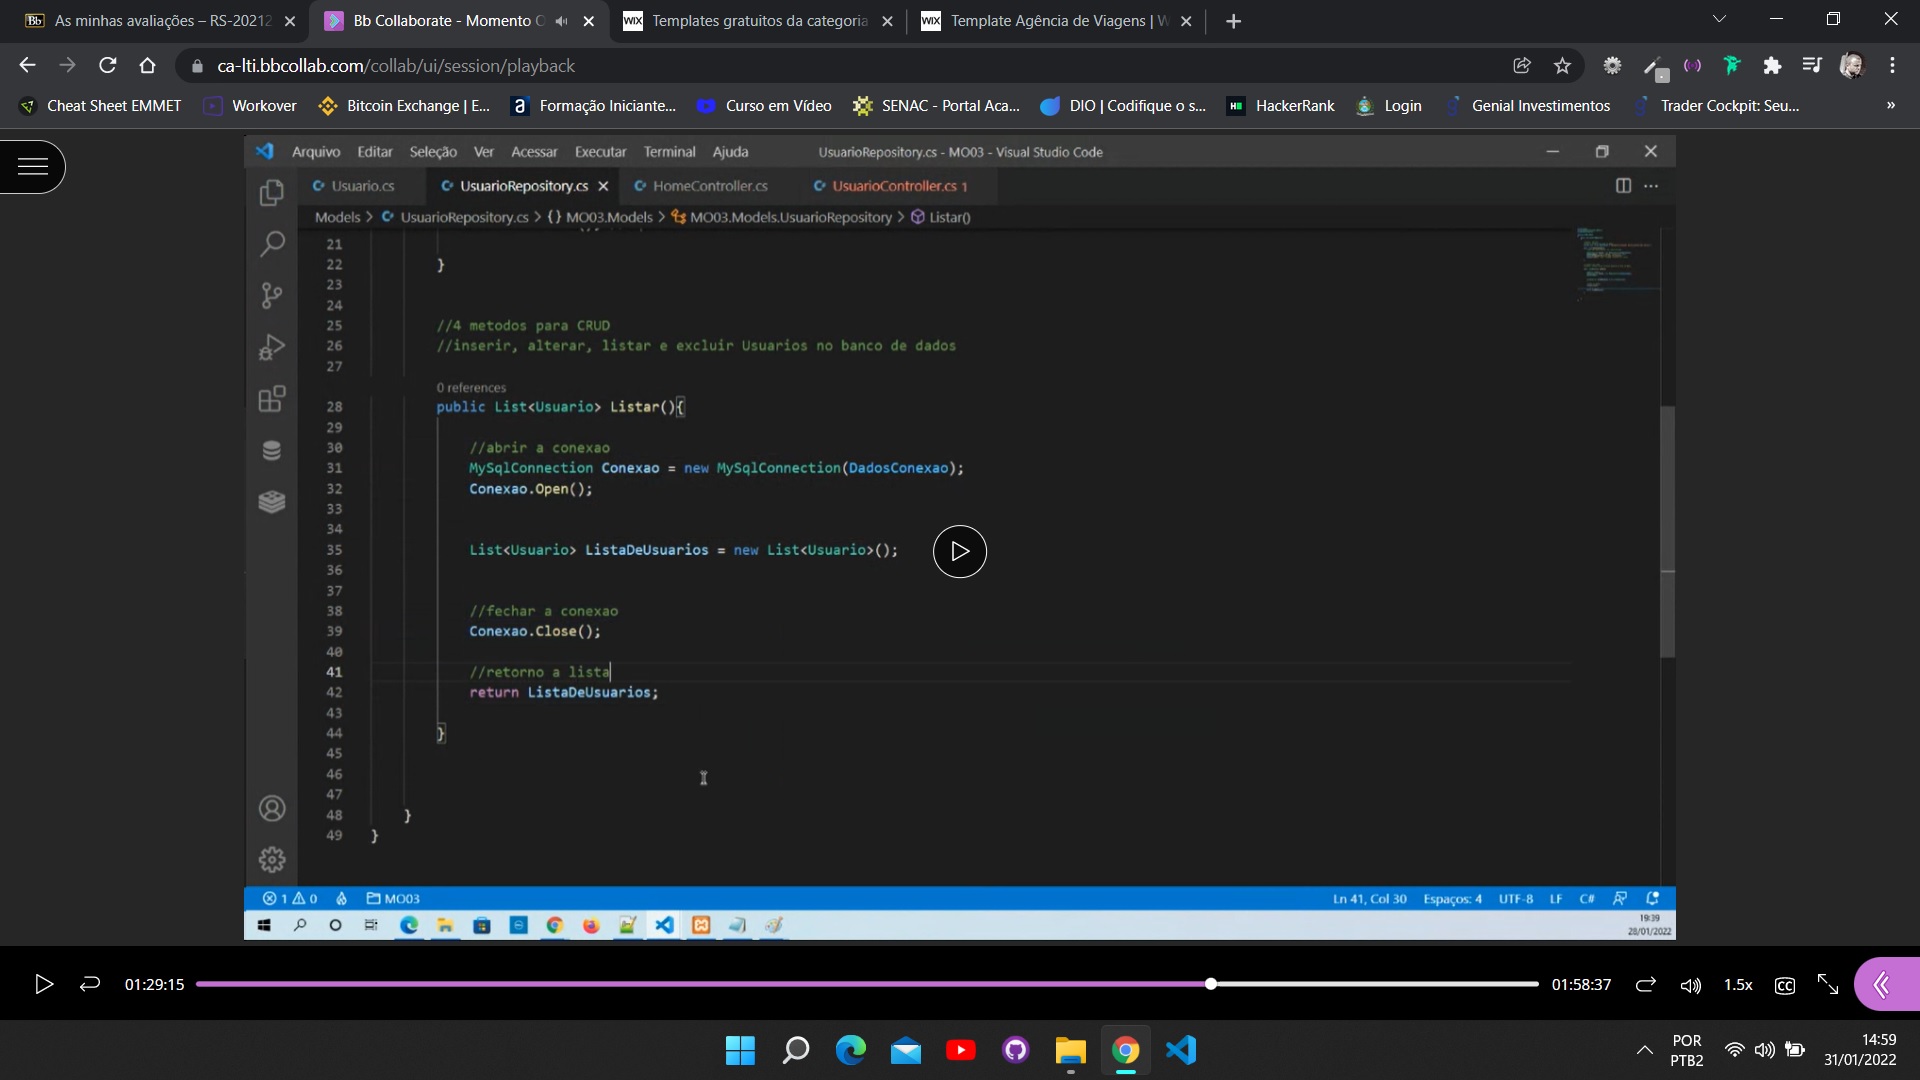 As minhas avaliações – RS-20212
Bb Collaborate - Momento O
Templates gratuitos da categoria
Template Agência de Viagens | W
ca-lti.bbcollab.com/collab/ui/session/playback
Cheat Sheet EMMET
Workover
Bitcoin Exchange | E...
Formação Iniciante...
Curso em Vídeo
SENAC - Portal Aca...
DIO | Codifique o s...
HackerRank
Login
Genial Investimentos
Trader Cockpit: Seu...
»
Arquivo Editar Seleção Ver Acessar Executar Terminal Ajuda
UsuarioRepository.cs - MO03 - Visual Studio Code
Usuario.cs
UsuarioRepository.cs
HomeController.cs
UsuarioController.cs 1
Models > UsuarioRepository.cs > {} MO03.Models > MO03.Models.UsuarioRepository > Listar()
21
22 }
23
24
25 //4 metodos para CRUD
26 //inserir, alterar, listar e excluir Usuarios no banco de dados
27
0 references
28 public List<Usuario> Listar(){
29
30 //abrir a conexao
31 MySqlConnection Conexao = new MySqlConnection(DadosConexao);
32 Conexao.Open();
33
34
35 List<Usuario> ListaDeUsuarios = new List<Usuario>();
36
37
38 //fechar a conexao
39 Conexao.Close();
40
41 //retorno a lista
42 return ListaDeUsuarios;
43
44 }
45
46
47
48 }
49 }
1 0 MO03
Ln 41, Col 30 Espaços: 4 UTF-8 LF C#
19:39
28/01/2022
01:29:15
01:58:37
1.5x
CC
POR
PTB2
14:59
31/01/2022